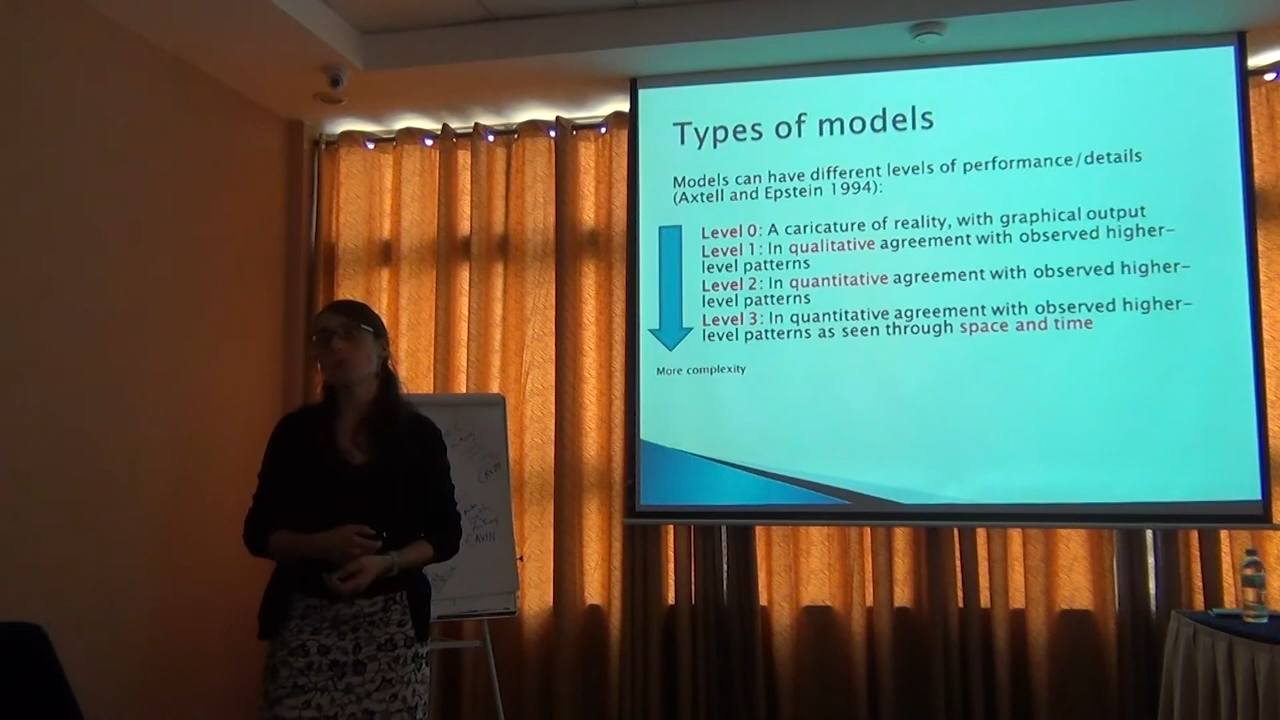 Types of models
Models can have different levels of performance/details
(Axtell and Epstein 1994):
Level 0: A caricature of reality, with graphical output
Level 1: In qualitative agreement with observed higher-
level patterns
Level 2: In quantitative agreement with observed higher-
level patterns
Level 3: In quantitative agreement with observed higher-
level patterns as seen through space and time
More complexity